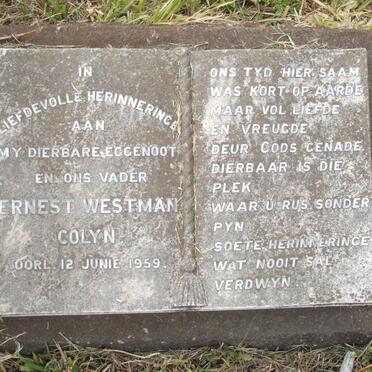 IN
LIEFDEVOLLE HERINNERINGE
AAN
MY DIERBARE EGGENOOT
EN ONS VADER
ERNEST WESTMAN
COLYN
OORL. 12 JUNIE 1959.
ONS TYD HIER SAAM
WAS KORT OP AARDE
MAAR VOL LIEFDE
EN VREUGDE
DEUR GODS GENADE
DIERBAAR IS DIE
PLEK
WAAR U RUS SONDER
PYN
SOETE HERINNERINGE
WAT NOOIT SAL
VERDWYN.